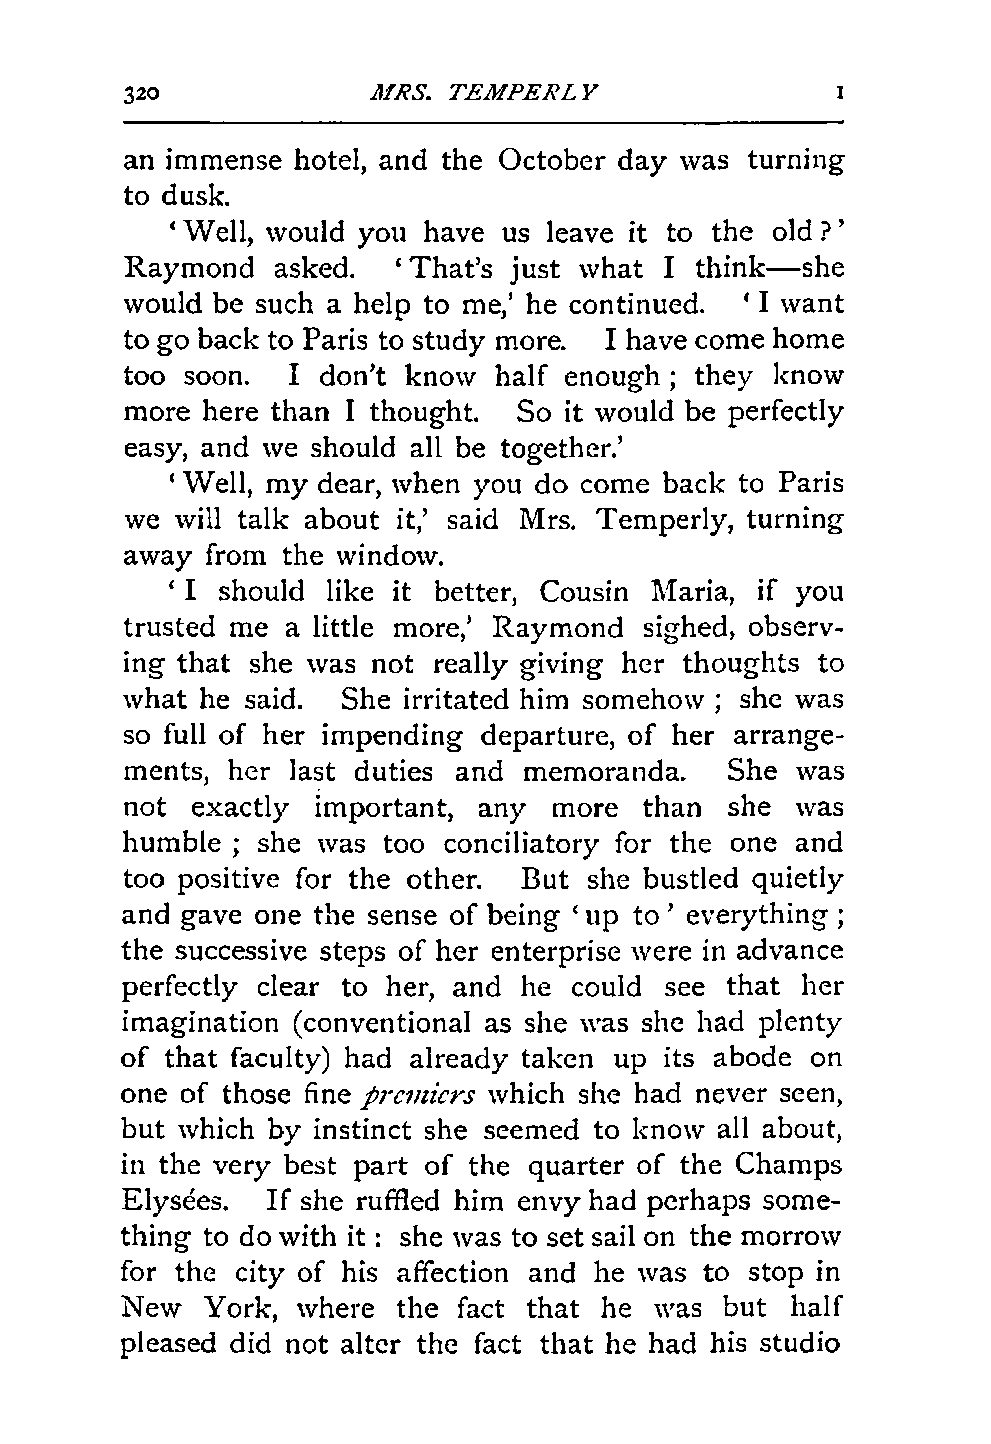 320 MRS. TEMPERLY I
an immense hotel, and the October day was turning
to dusk.
‘Well, would you have us leave it to the old?’
Raymond asked. ‘That’s just what I think—she
would be such a help to me,’ he continued. ‘I want
to go back to Paris to study more. I have come home
too soon. I don’t know half enough; they know
more here than I thought. So it would be perfectly
easy, and we should all be together.’
‘Well, my dear, when you do come back to Paris
we will talk about it,’ said Mrs. Temperly, turning
away from the window.
‘I should like it better, Cousin Maria, if you
trusted me a little more,’ Raymond sighed, observ-
ing that she was not really giving her thoughts to
what he said. She irritated him somehow; she was
so full of her impending departure, of her arrange-
ments, her last duties and memoranda. She was
not exactly important, any more than she was
humble; she was too conciliatory for the one and
too positive for the other. But she bustled quietly
and gave one the sense of being ‘up to’ everything;
the successive steps of her enterprise were in advance
perfectly clear to her, and he could see that her
imagination (conventional as she was she had plenty
of that faculty) had already taken up its abode on
one of those fine premiers which she had never seen,
but which by instinct she seemed to know all about,
in the very best part of the quarter of the Champs
Elysées. If she ruffled him envy had perhaps some-
thing to do with it: she was to set sail on the morrow
for the city of his affection and he was to stop in
New York, where the fact that he was but half
pleased did not alter the fact that he had his studio